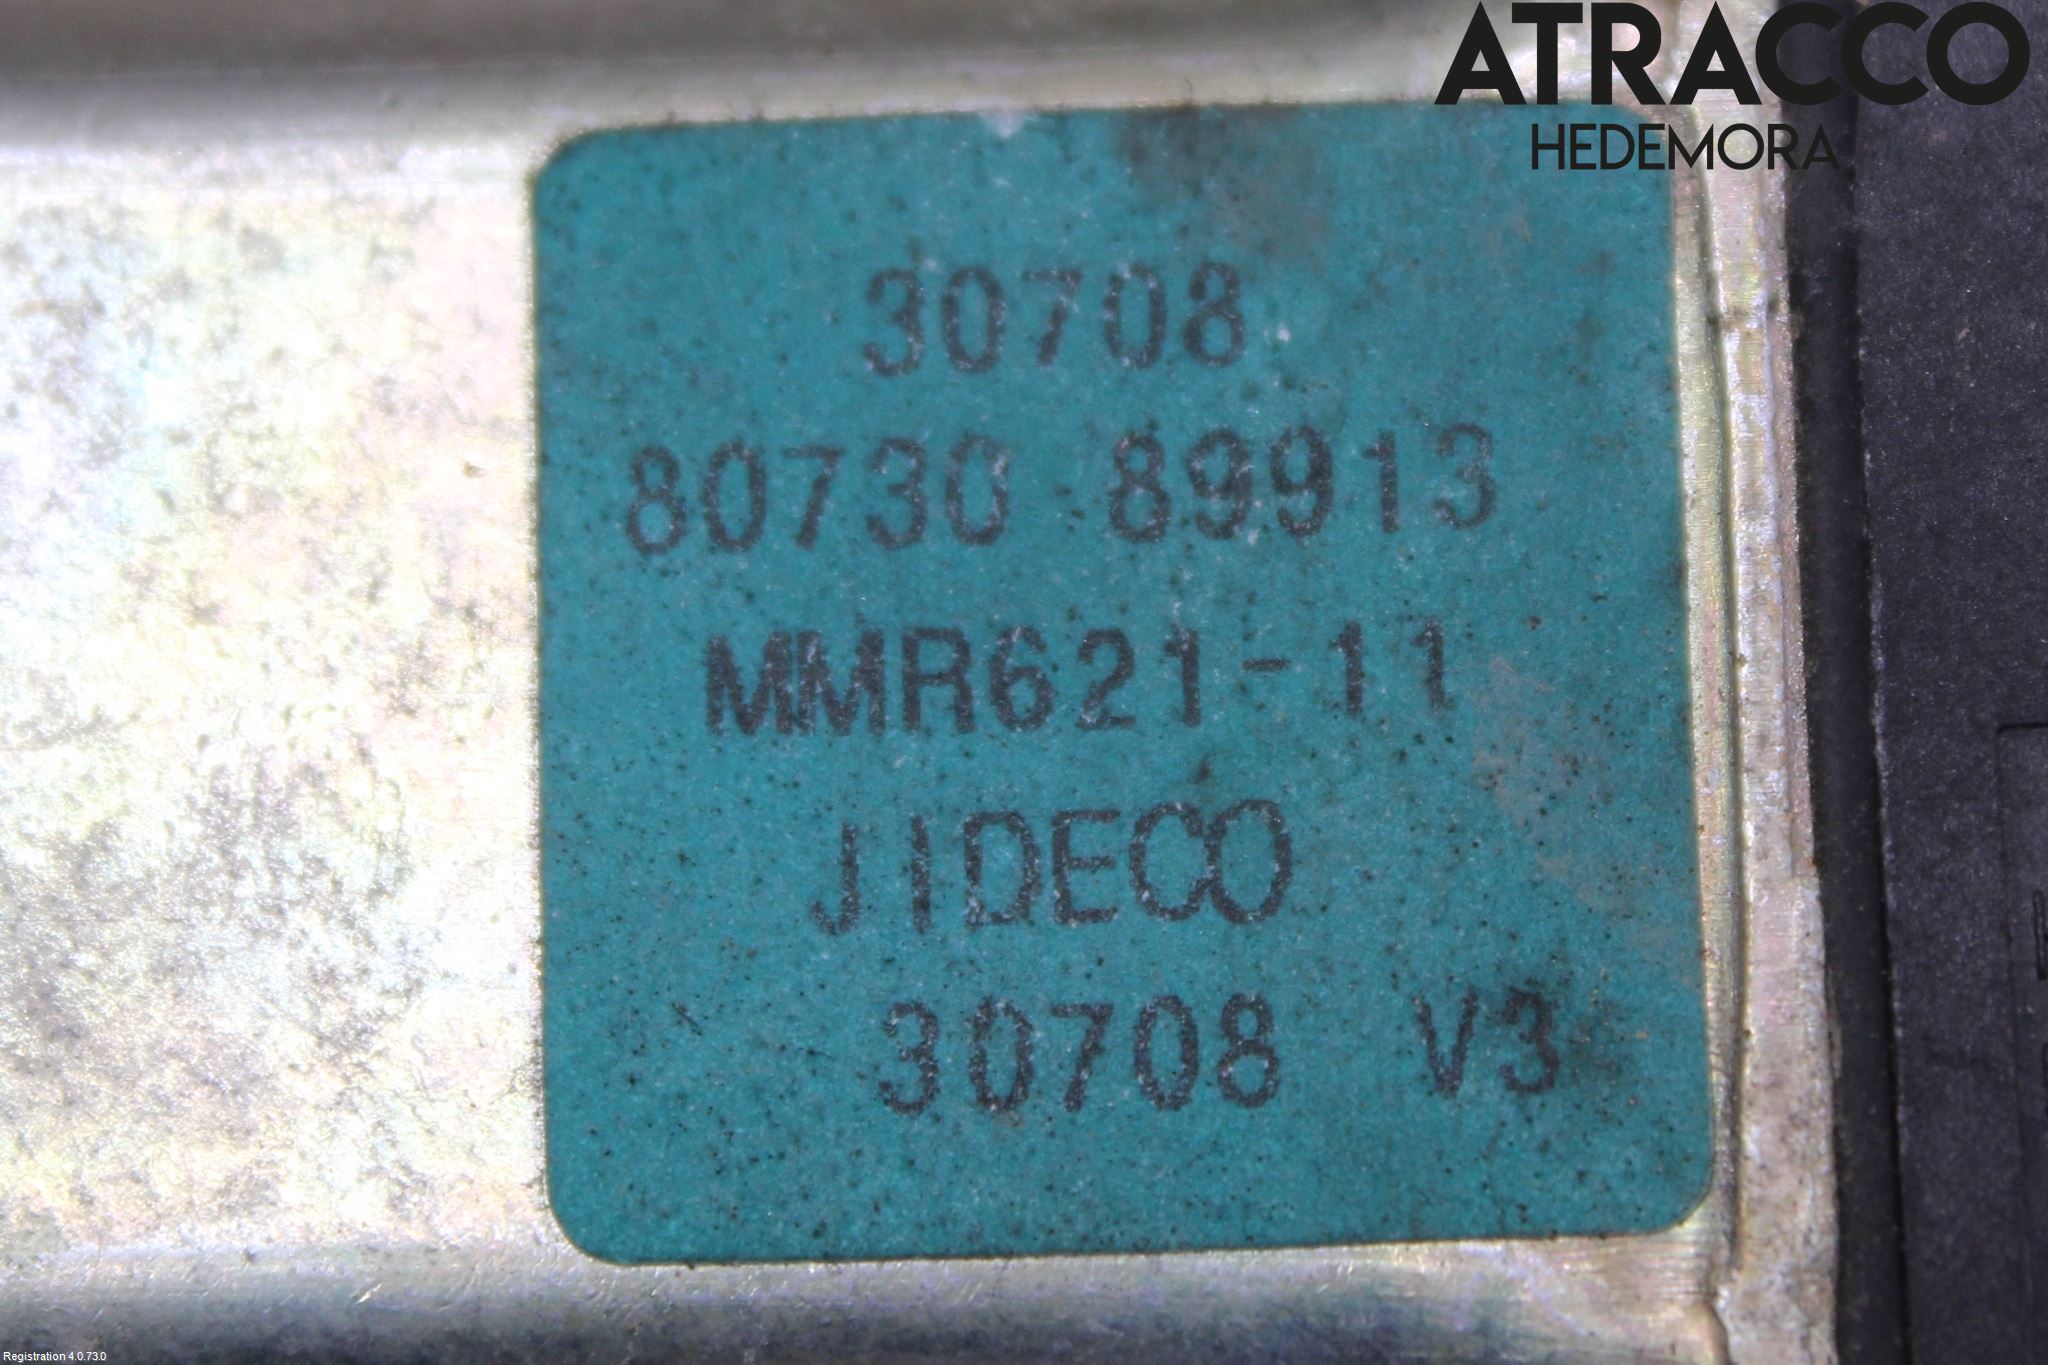 ATRACCO
HEDEMORA
30708
80730 89913
MMR621-11
JIDECO
30708 V3
Registration 4.0.73.0